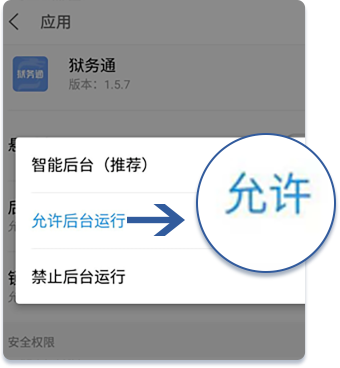 应用
狱务通
狱务通
版本：1.5.7
智能后台（推荐）
允许后台运行
允许
禁止后台运行
安全权限